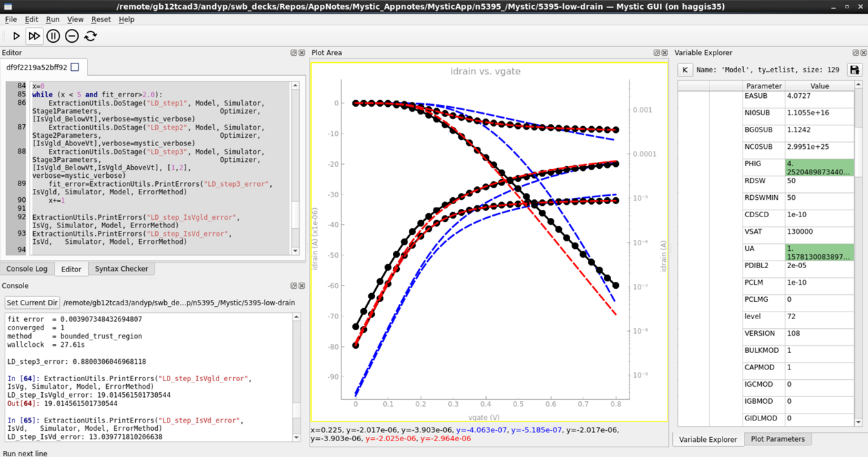 /remote/gb12tcad3/andyp/swb_decks/Repos/AppNotes/Mystic_Appnotes/MysticApp/n5395_/Mystic/5395-low-drain - Mystic GUI (on haggis35)
File Edit Run View Reset Help
Editor
df9f2219a52bff92
84 x=0
85 while (x < 5 and fit_error>2.0):
86 ExtractionUtils.DoStage("LD_step1", Model, Simulator,
Stage1Parameters, Optimizer,
[IsVgld_BelowVt],verbose=mystic_verbose)
87 ExtractionUtils.DoStage("LD_step2", Model, Simulator,
Stage2Parameters, Optimizer,
[IsVgld_AboveVt],verbose=mystic_verbose)
88 ExtractionUtils.DoStage("LD_step3", Model, Simulator,
Stage3Parameters, Optimizer,
[IsVgld_BelowVt,IsVgld_AboveVt], [1,2],
verbose=mystic_verbose)
89 fit_error=ExtractionUtils.PrintErrors("LD_step3_error",
IsVgld, Simulator, Model, ErrorMethod)
90 x+=1
91
92 ExtractionUtils.PrintErrors("LD_step_IsVgld_error",
IsVg, Simulator, Model, ErrorMethod)
93 ExtractionUtils.PrintErrors("LD_step_IsVd_error",
IsVd, Simulator, Model, ErrorMethod)
94
Console Log Editor Syntax Checker
Console
Set Current Dir /remote/gb12tcad3/andyp/swb_de...p/n5395_/Mystic/5395-low-drain
fit error = 0.003907348432694807
converged = 1
method = bounded_trust_region
wallclock = 27.61s
LD_step3_error: 0.8800306046968118
In [64]: ExtractionUtils.PrintErrors("LD_step_IsVgld_error",
IsVg, Simulator, Model, ErrorMethod)
LD_step_IsVgld_error: 19.014561501730544
Out[64]: 19.014561501730544
In [65]: ExtractionUtils.PrintErrors("LD_step_IsVd_error",
IsVd, Simulator, Model, ErrorMethod)
LD_step_IsVd_error: 13.039771810206638
Run next line
Plot Area
idrain vs. vgate
0
-10
-20
-30
-40
-50
-60
-70
-80
-90
idrain (A) (x1e-06)
0.001
0.0001
10⁻⁵
10⁻⁶
10⁻⁷
10⁻⁸
10⁻⁹
idrain (A)
0 0.1 0.2 0.3 0.4 0.5 0.6 0.7 0.8
vgate (V)
x=0.225, y=-2.017e-06, y=-3.903e-06, y=-4.063e-07, y=-5.185e-07, y=-2.017e-06,
y=-3.903e-06, y=-2.025e-06, y=-2.964e-06
Variable Explorer
K Name: 'Model', ty…etlist, size: 129
Parameter Value
EASUB 4.0727
NI0SUB 1.1055e+16
BG0SUB 1.1242
NC0SUB 2.9951e+25
PHIG 4.
2520489873440...
RDSW 50
RDSWMIN 50
CDSCD 1e-10
VSAT 130000
UA 1.
1578130083897...
PDIBL2 2e-05
PCLM 1e-10
PCLMG 0
level 72
VERSION 108
BULKMOD 1
CAPMOD 1
IGCMOD 0
IGBMOD 0
GIDLMOD 0
Variable Explorer Plot Parameters